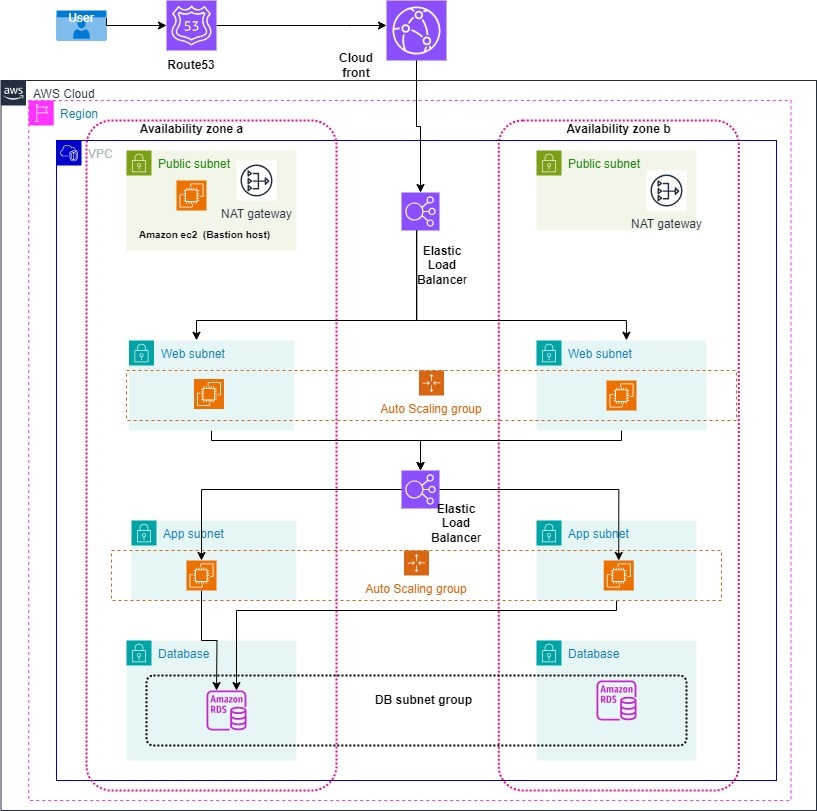 User
53
Route53
Cloud
front
aws
AWS Cloud
Region
Availability zone a
Availability zone b
VPC
Public subnet
NAT gateway
Amazon ec2 (Bastion host)
Public subnet
NAT gateway
Elastic
Load
Balancer
Web subnet
Web subnet
Auto Scaling group
Elastic
Load
Balancer
App subnet
App subnet
Auto Scaling group
Database
Database
Amazon
RDS
DB subnet group
Amazon
RDS